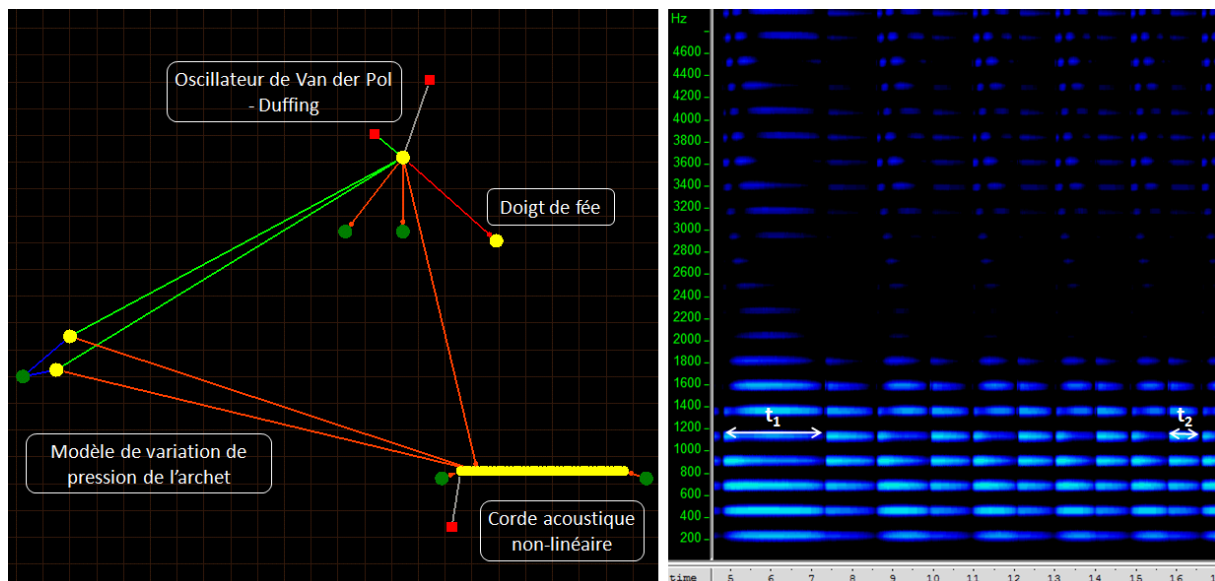 Oscillateur de Van der Pol
- Duffing
Doigt de fée
Modèle de variation de
pression de l'archet
Corde acoustique
non-linéaire
Hz
4600
4400
4200
4000
3800
3600
3400
3200
3000
2800
2600
2400
2200
2000
1800
1600
1400
1200
1000
800
600
400
200
t1
t2
time 5 6 7 8 9 10 11 12 13 14 15 16 1